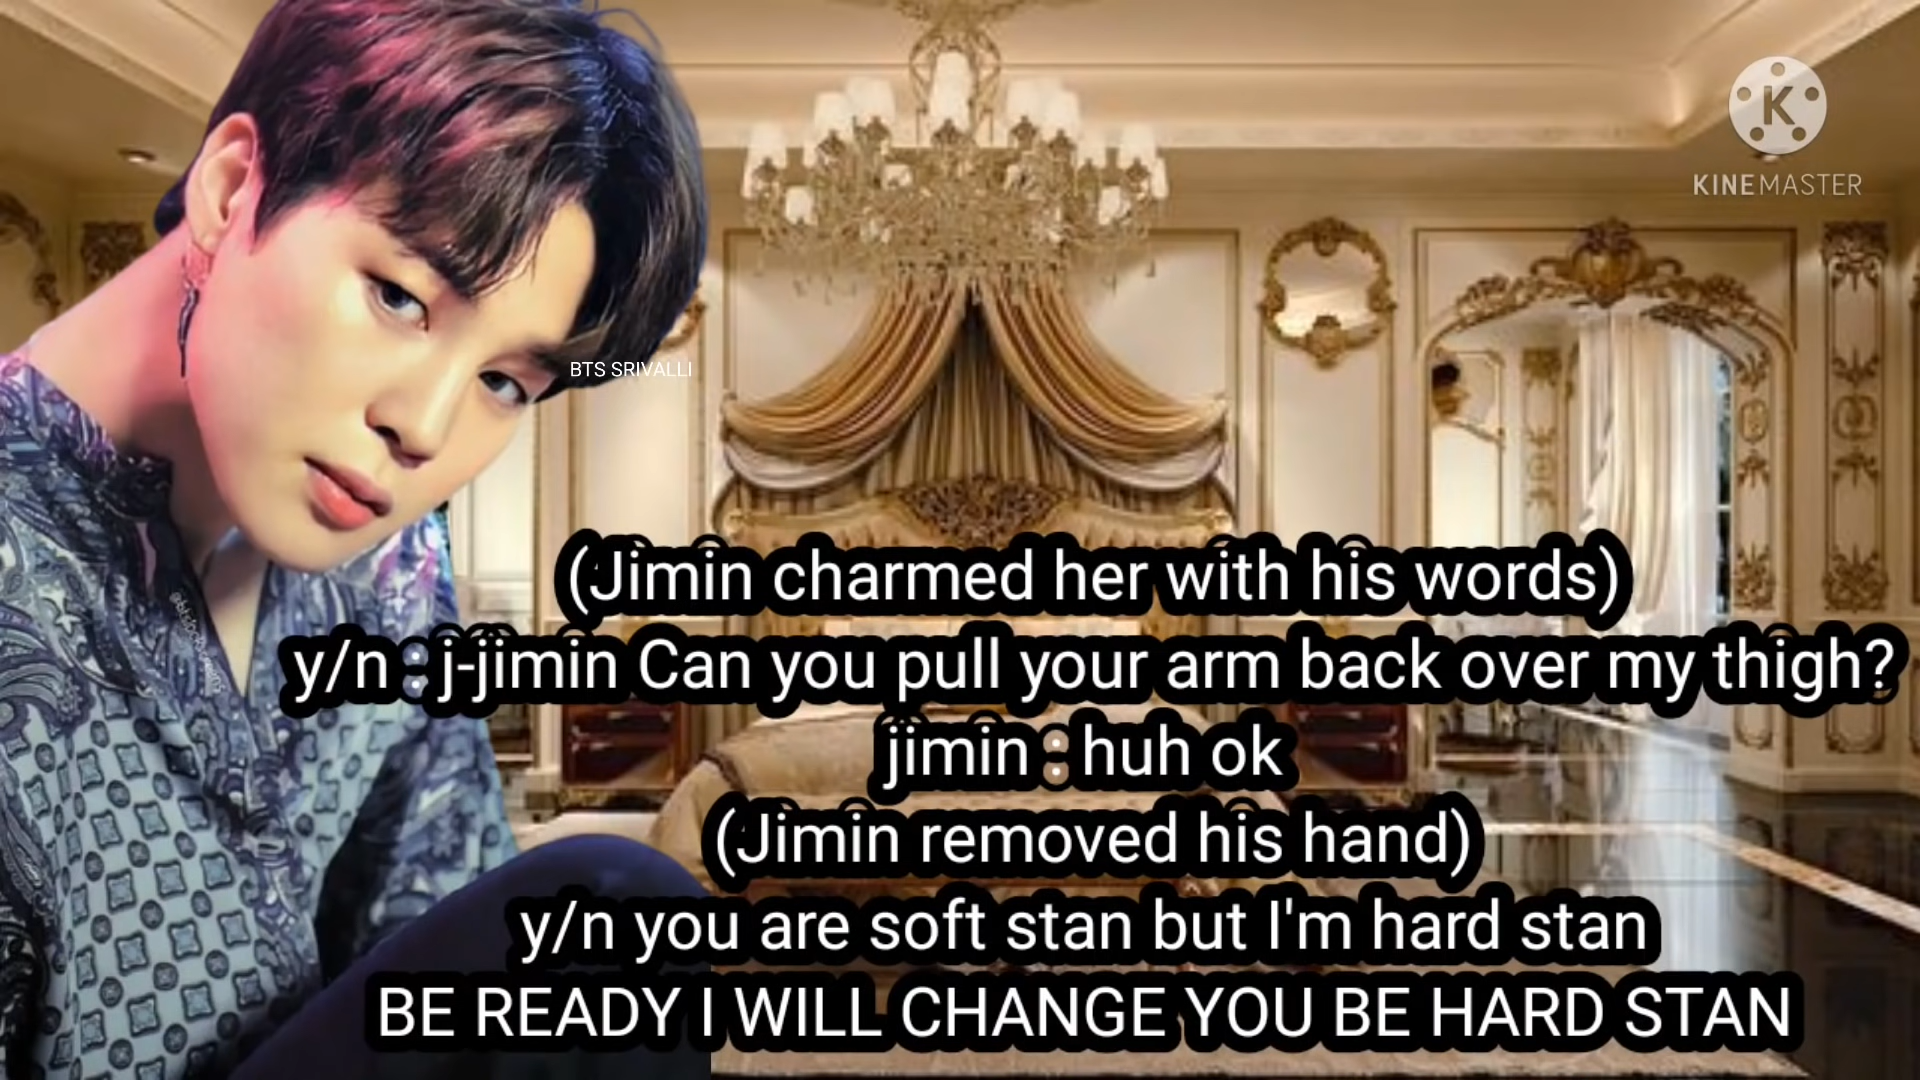 K
KINEMASTER
BTS SRIVALLI
(Jimin charmed her with his words)
y/n : j-jimin Can you pull your arm back over my thigh?
jimin : huh ok
(Jimin removed his hand)
y/n you are soft stan but I'm hard stan
BE READY I WILL CHANGE YOU BE HARD STAN